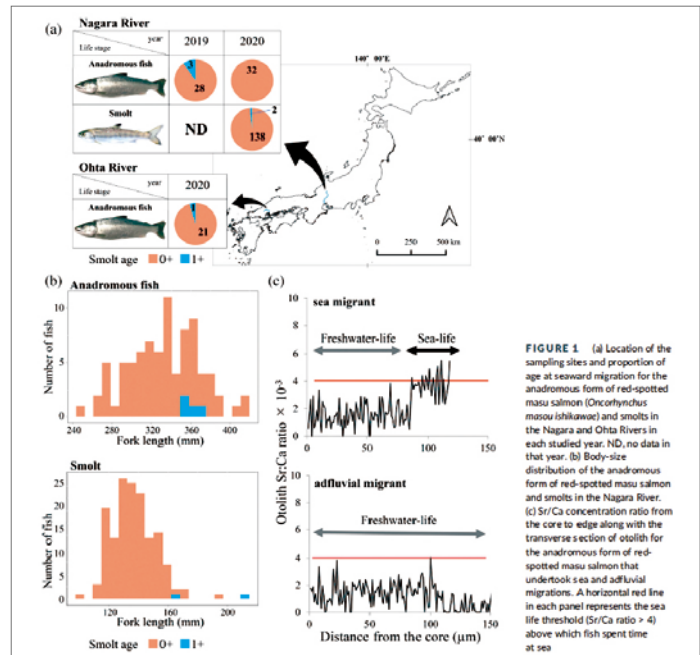 (a)
Nagara River
year
Life stage
2019
2020
Anadromous fish
3
28
32
Smolt
ND
2
138
Ohta River
year
Life stage
2020
Anadromous fish
1
21
Smolt age 0+ 1+
140° 00'E
40° 00'N
0 250 500 km
(b)
Anadromous fish
Number of fish
10
5
0
240 300 360 420
Fork length (mm)
Smolt
Number of fish
25
20
15
10
5
0
120 160 200
Fork length (mm)
Smolt age 0+ 1+
(c)
Otolith Sr:Ca ratio × 10⁻³
sea migrant
Freshwater-life
Sea-life
10
8
6
4
2
0
0 50 100 150
adfluvial migrant
Freshwater-life
10
8
6
4
2
0
0 50 100 150
Distance from the core (μm)
FIGURE 1 (a) Location of the
sampling sites and proportion of
age at seaward migration for the
anadromous form of red-spotted
masu salmon (Oncorhynchus
masou ishikawae) and smolts in
the Nagara and Ohta Rivers in
each studied year. ND, no data in
that year. (b) Body-size
distribution of the anadromous
form of red-spotted masu salmon
and smolts in the Nagara River.
(c) Sr/Ca concentration ratio from
the core to edge along with the
transverse section of otolith for
the anadromous form of red-
spotted masu salmon that
undertook sea and adfluvial
migrations. A horizontal red line
in each panel represents the sea
life threshold (Sr/Ca ratio > 4)
above which fish spent time
at sea